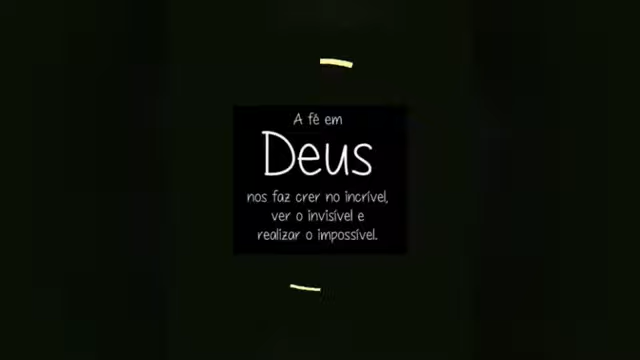 A fé em
Deus
nos faz crer no incrível,
ver o invisível e
realizar o impossível.